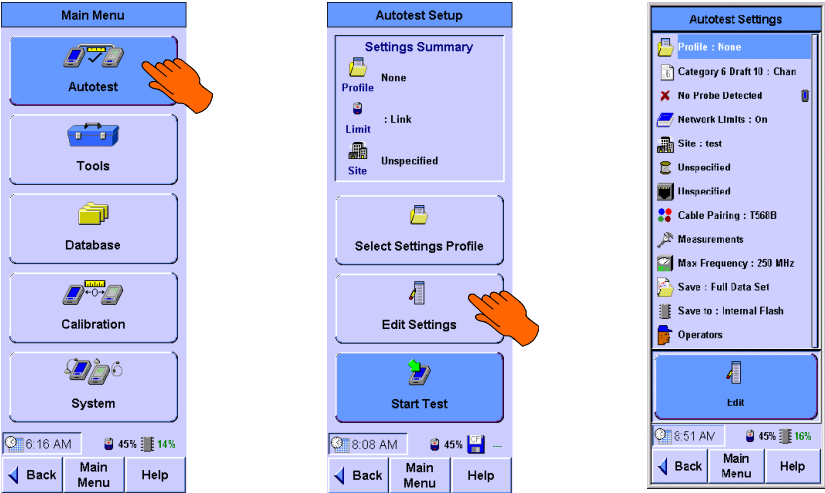 Main Menu
Autotest
Tools
Database
Calibration
System
6:16 AM
45%
14%
Back
Main
Menu
Help
Autotest Setup
Settings Summary
Profile
None
Limit
: Link
Site
Unspecified
Select Settings Profile
Edit Settings
Start Test
8:08 AM
45%
CF
---
Back
Main
Menu
Help
Autotest Settings
Profile : None
6
Category 6 Draft 10 : Chan
No Probe Detected
Network Limits : On
Site : test
Unspecified
Unspecified
Cable Pairing : T568B
Measurements
Max Frequency : 250 MHz
Save : Full Data Set
Save to : Internal Flash
Operators
Edit
8:51 AM
45%
16%
Back
Main
Menu
Help